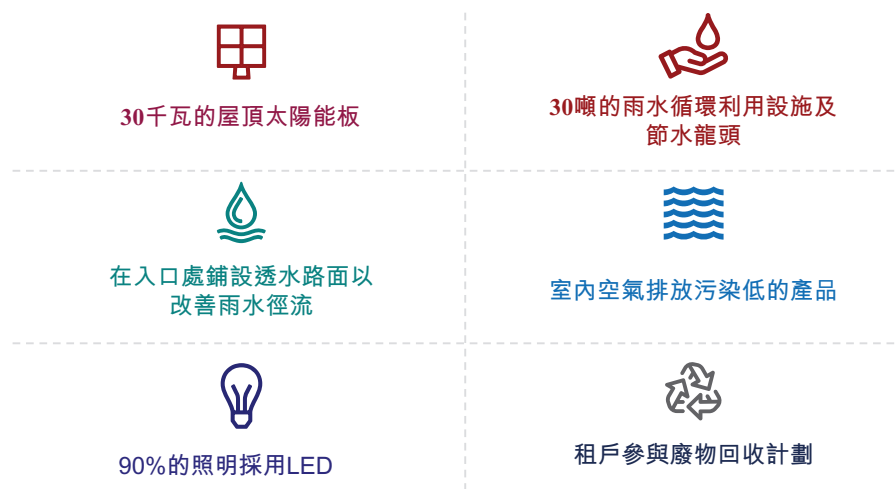 30千瓦的屋頂太陽能板
30噸的雨水循環利用設施及
節水龍頭
在入口處鋪設透水路面以
改善雨水徑流
室內空氣排放污染低的產品
90%的照明採用LED
租戶參與廢物回收計劃